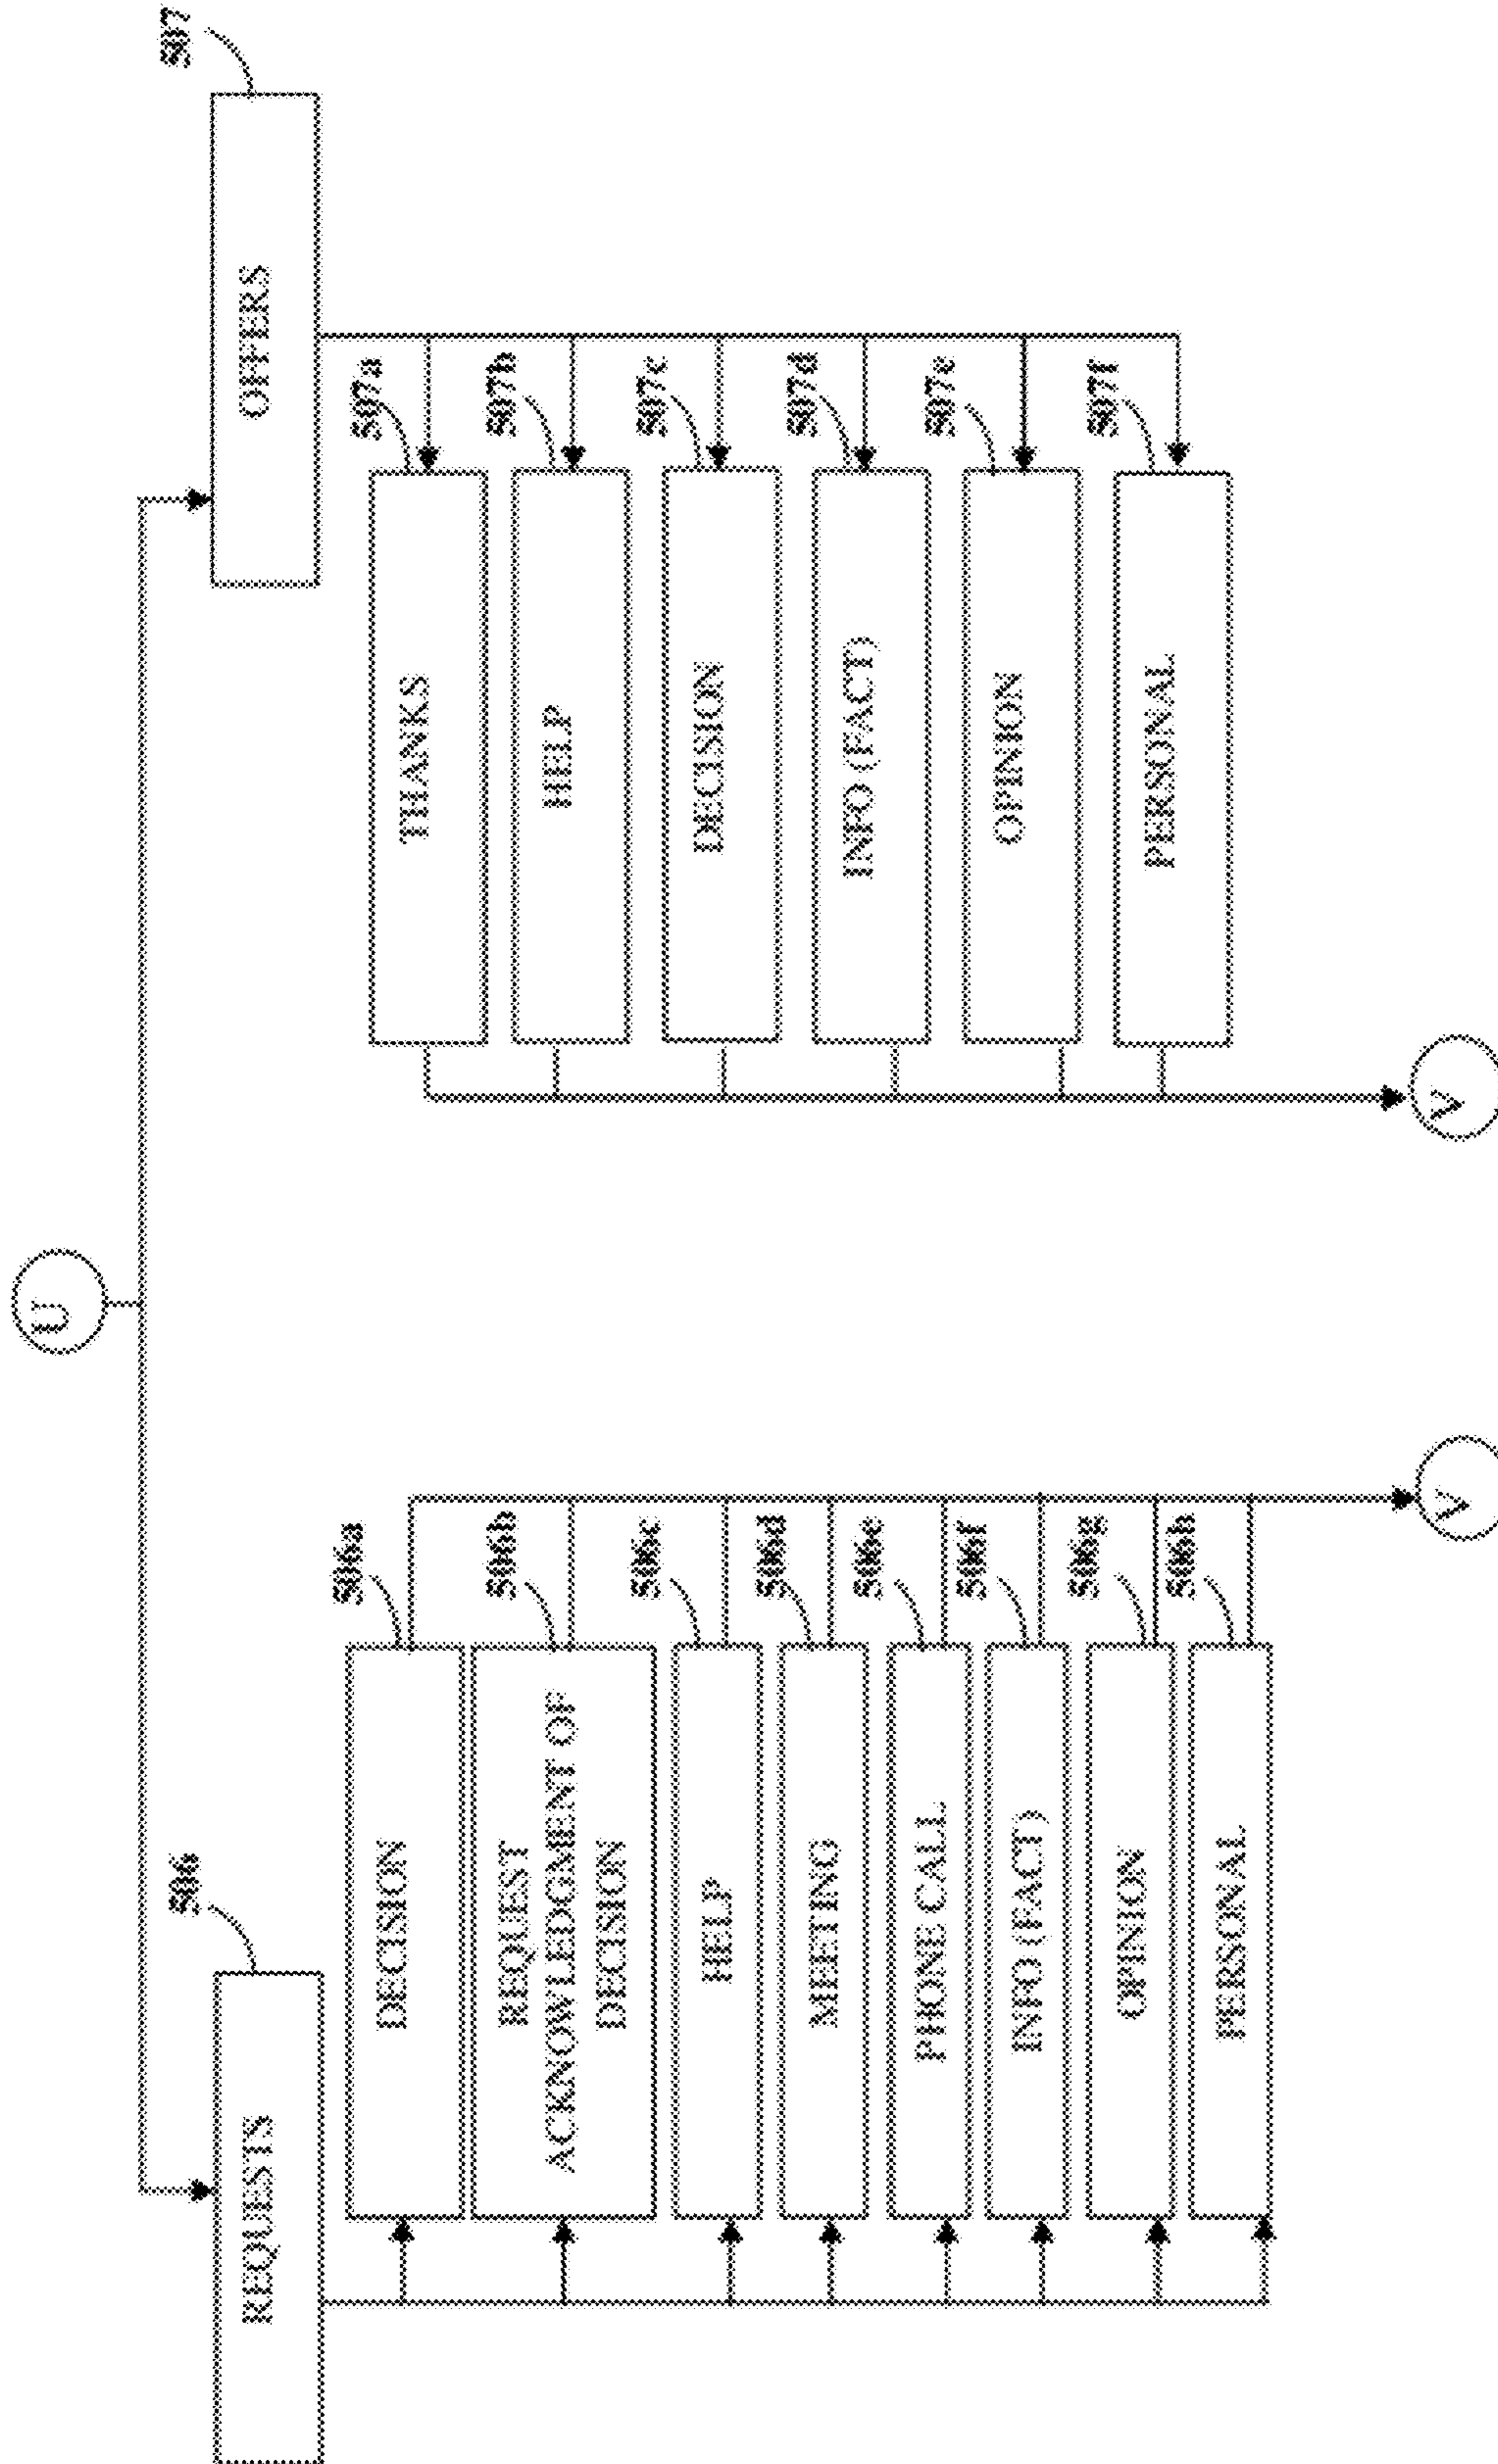 U
REQUESTS
506
OFFERS
507
DECISION
506a
REQUEST
ACKNOWLEDGMENT OF
DECISION
506b
HELP
506c
MEETING
506d
PHONE CALL
506e
INFO (FACT)
506f
OPINION
506g
PERSONAL
506h
V
THANKS
507a
HELP
507b
DECISION
507c
INFO (FACT)
507d
OPINION
507e
PERSONAL
507f
V